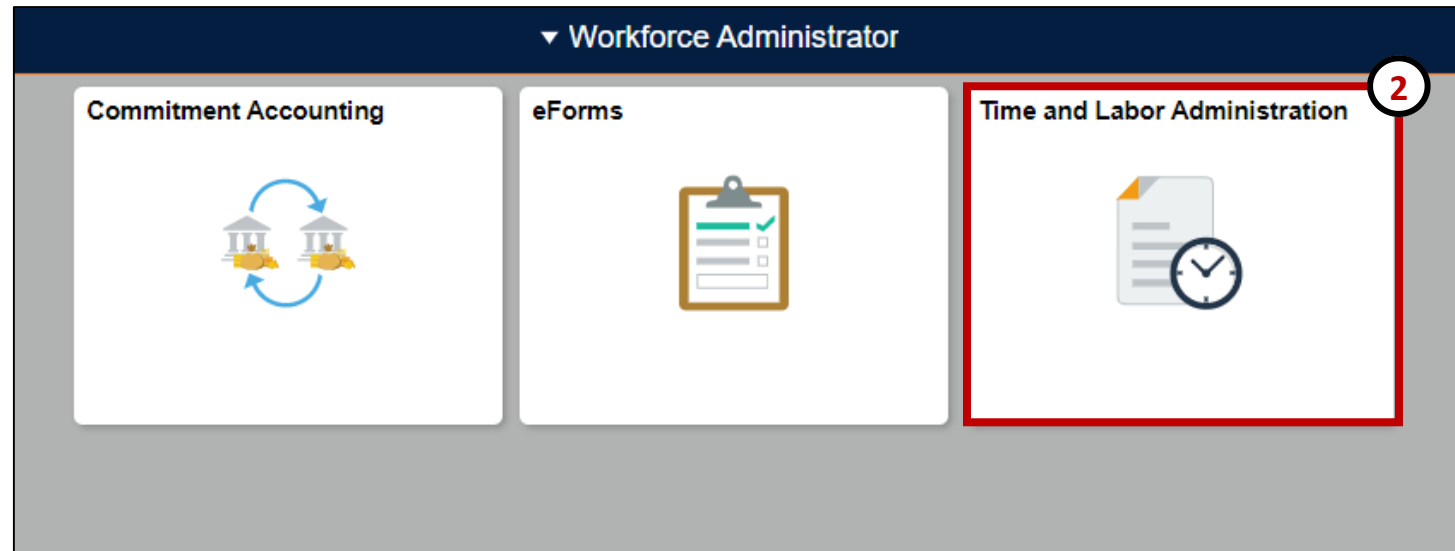 Workforce Administrator
Commitment Accounting
eForms
Time and Labor Administration
2